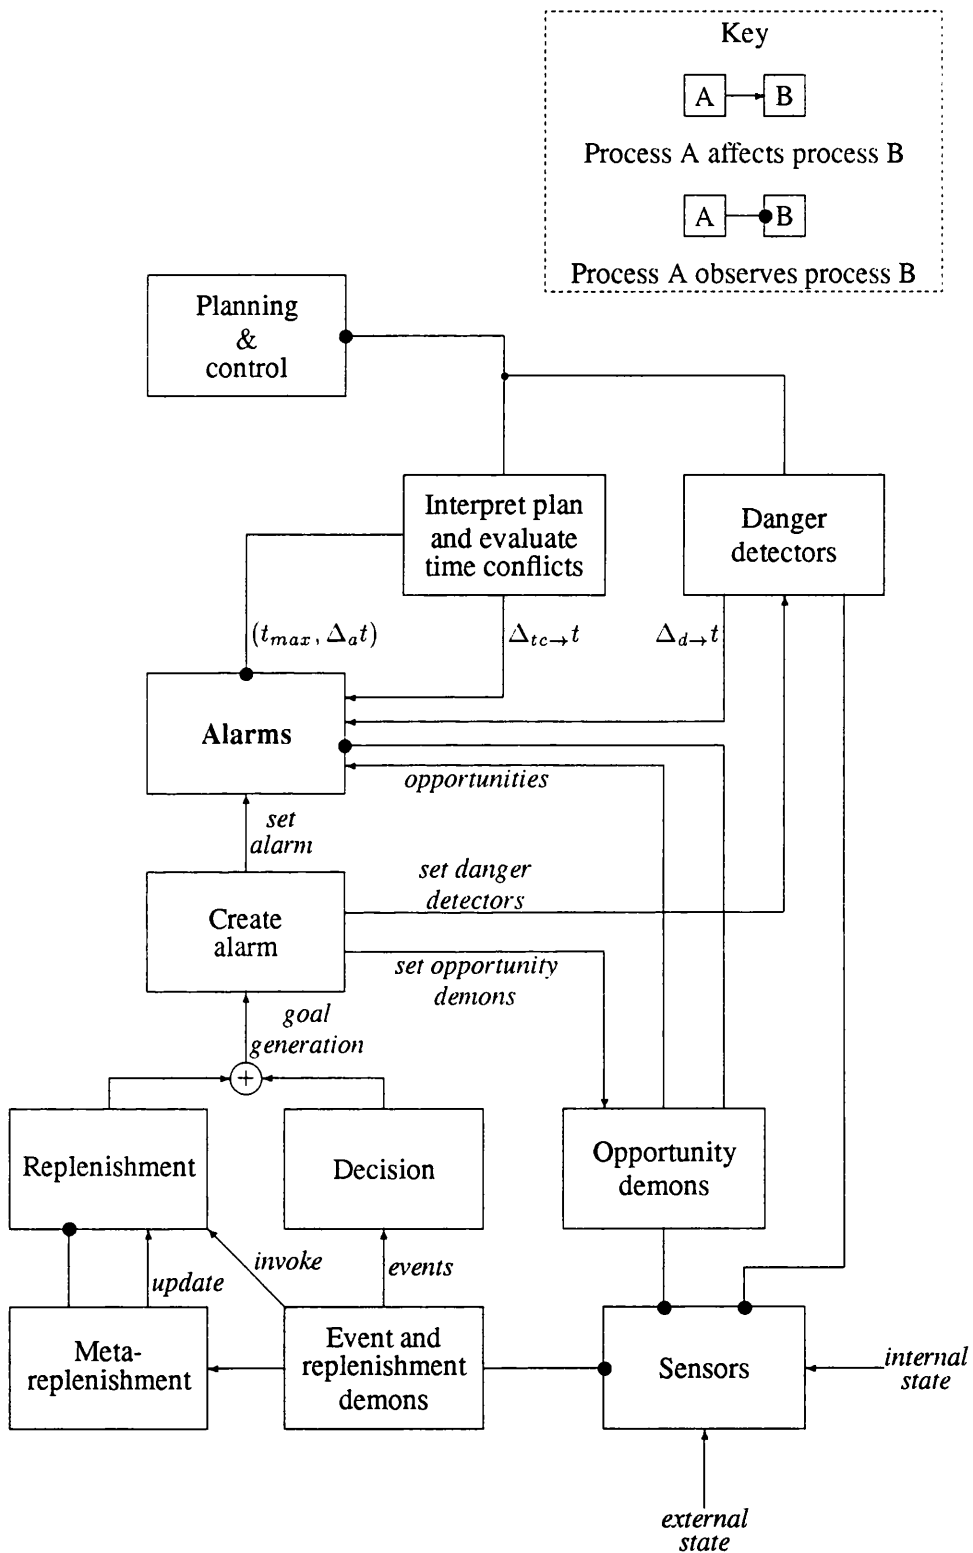 Key
A
B
Process A affects process B
A
B
Process A observes process B
Planning
&
control
Interpret plan
and evaluate
time conflicts
Danger
detectors
(t_max, Δ_a t)
Δ_tc→ t
Δ_d→ t
Alarms
opportunities
set
alarm
set danger
detectors
Create
alarm
set opportunity
demons
goal
generation
+
Replenishment
Decision
Opportunity
demons
invoke
events
update
Meta-
replenishment
Event and
replenishment
demons
Sensors
internal
state
external
state